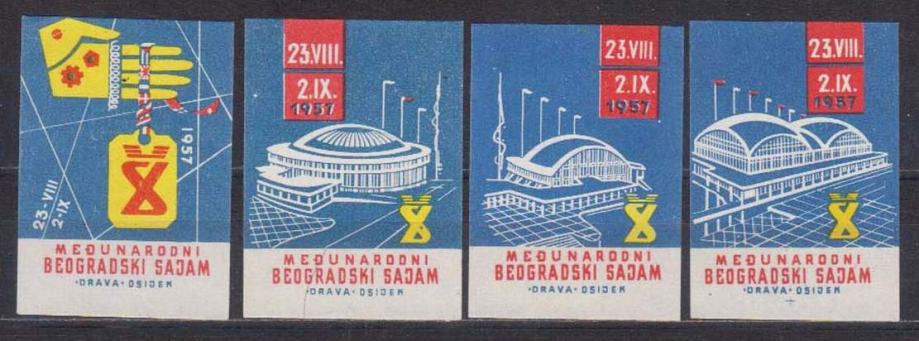 23-VIII
2-IX
1957
MEĐUNARODNI
BEOGRADSKI SAJAM
·DRAVA·OSIJEK
23.VIII.
2.IX.
1957
MEĐUNARODNI
BEOGRADSKI SAJAM
·DRAVA·OSIJEK
23.VIII.
2.IX.
1957
MEĐUNARODNI
BEOGRADSKI SAJAM
·DRAVA·OSIJEK
23.VIII.
2.IX.
1957
MEĐUNARODNI
BEOGRADSKI SAJAM
·DRAVA·OSIJEK